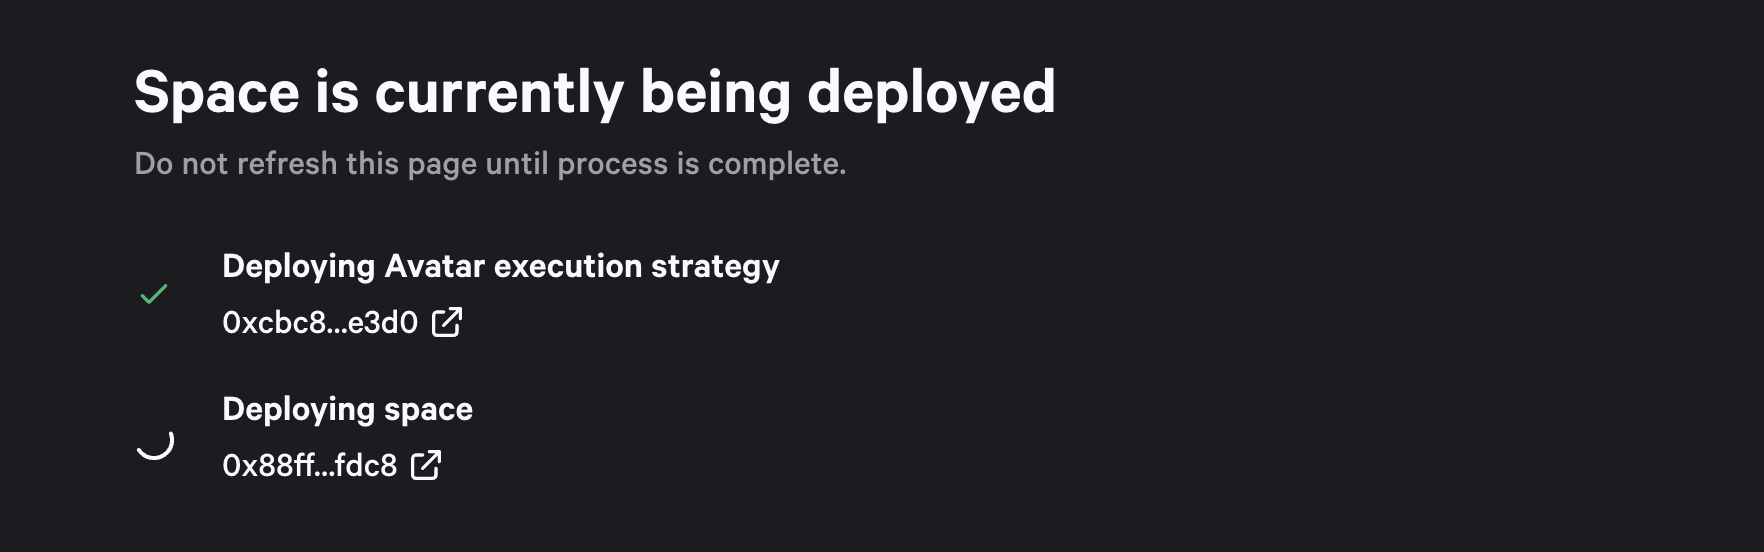 Space is currently being deployed
Do not refresh this page until process is complete.
Deploying Avatar execution strategy
0xcbc8...e3d0
Deploying space
0x88ff...fdc8